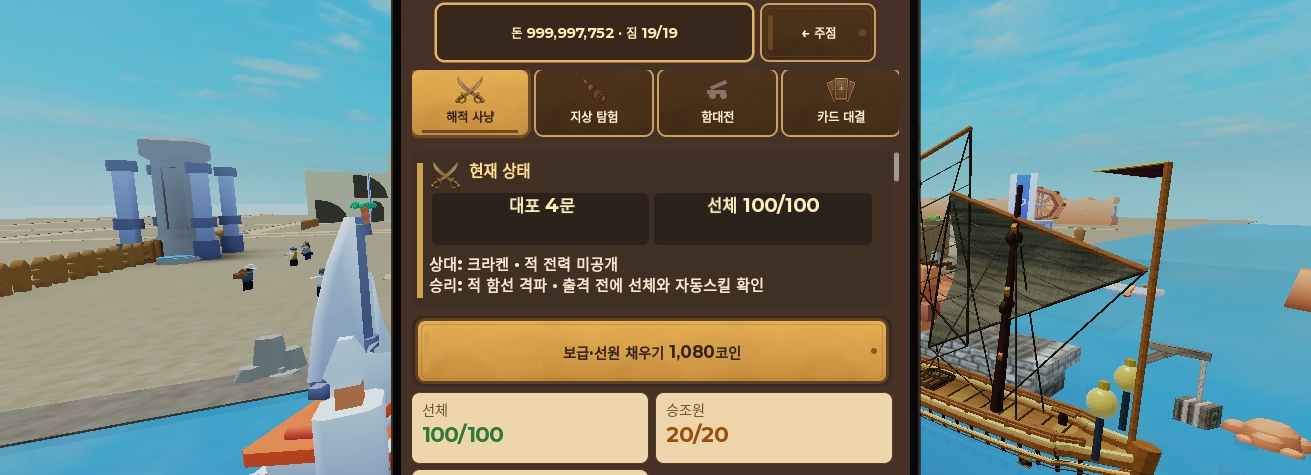 돈 999,997,752 · 짐 19/19
← 주점
해적 사냥
지상 탐험
함대전
카드 대결
현재 상태
대포 4문
선체 100/100
상대: 크라켄 • 적 전력 미공개
승리: 적 함선 격파 • 출격 전에 선체와 자동스킬 확인
보급·선원 채우기 1,080코인
선체
승조원
100/100
20/20